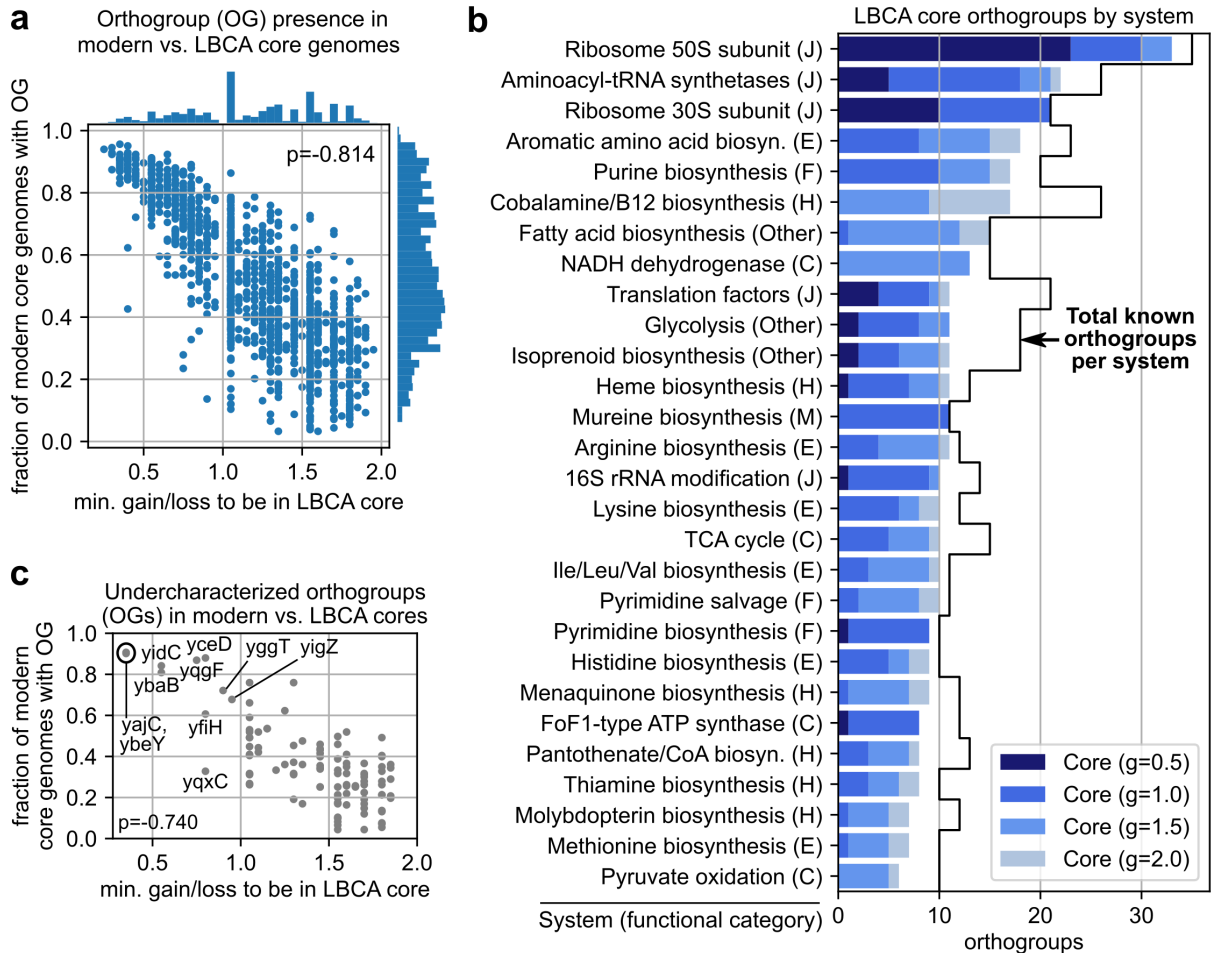 a
Orthogroup (OG) presence in
modern vs. LBCA core genomes
fraction of modern core genomes with OG
1.0
0.8
0.6
0.4
0.2
0.0
p=-0.814
0.5
1.0
1.5
2.0
min. gain/loss to be in LBCA core
b
LBCA core orthogroups by system
Ribosome 50S subunit (J)
Aminoacyl-tRNA synthetases (J)
Ribosome 30S subunit (J)
Aromatic amino acid biosyn. (E)
Purine biosynthesis (F)
Cobalamine/B12 biosynthesis (H)
Fatty acid biosynthesis (Other)
NADH dehydrogenase (C)
Translation factors (J)
Glycolysis (Other)
Isoprenoid biosynthesis (Other)
Heme biosynthesis (H)
Mureine biosynthesis (M)
Arginine biosynthesis (E)
16S rRNA modification (J)
Lysine biosynthesis (E)
TCA cycle (C)
Ile/Leu/Val biosynthesis (E)
Pyrimidine salvage (F)
Pyrimidine biosynthesis (F)
Histidine biosynthesis (E)
Menaquinone biosynthesis (H)
FoF1-type ATP synthase (C)
Pantothenate/CoA biosyn. (H)
Thiamine biosynthesis (H)
Molybdopterin biosynthesis (H)
Methionine biosynthesis (E)
Pyruvate oxidation (C)
System (functional category)
Total known
orthogroups
per system
Core (g=0.5)
Core (g=1.0)
Core (g=1.5)
Core (g=2.0)
0
10
20
30
orthogroups
c
Undercharacterized orthogroups
(OGs) in modern vs. LBCA cores
fraction of modern
core genomes with OG
1.0
0.8
0.6
0.4
0.2
0.0
yidC
yceD
yggT
yigZ
ybaB
yqgF
yajC,
ybeY
yfiH
yqxC
p=-0.740
0.5
1.0
1.5
2.0
min. gain/loss to be in LBCA core